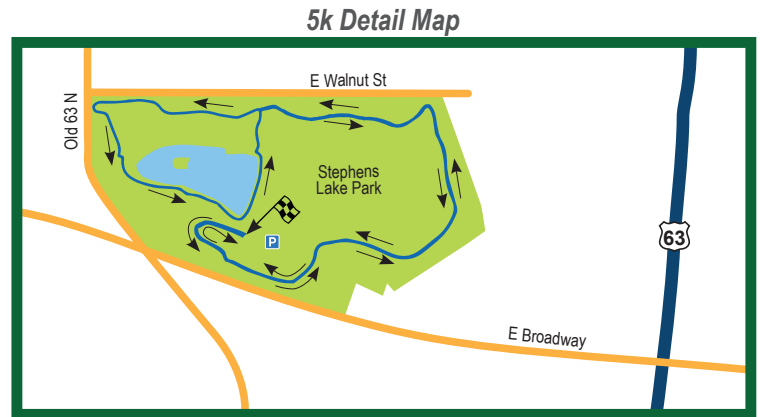 5k Detail Map
E Walnut St
Old 63 N
Stephens
Lake Park
P
63
E Broadway